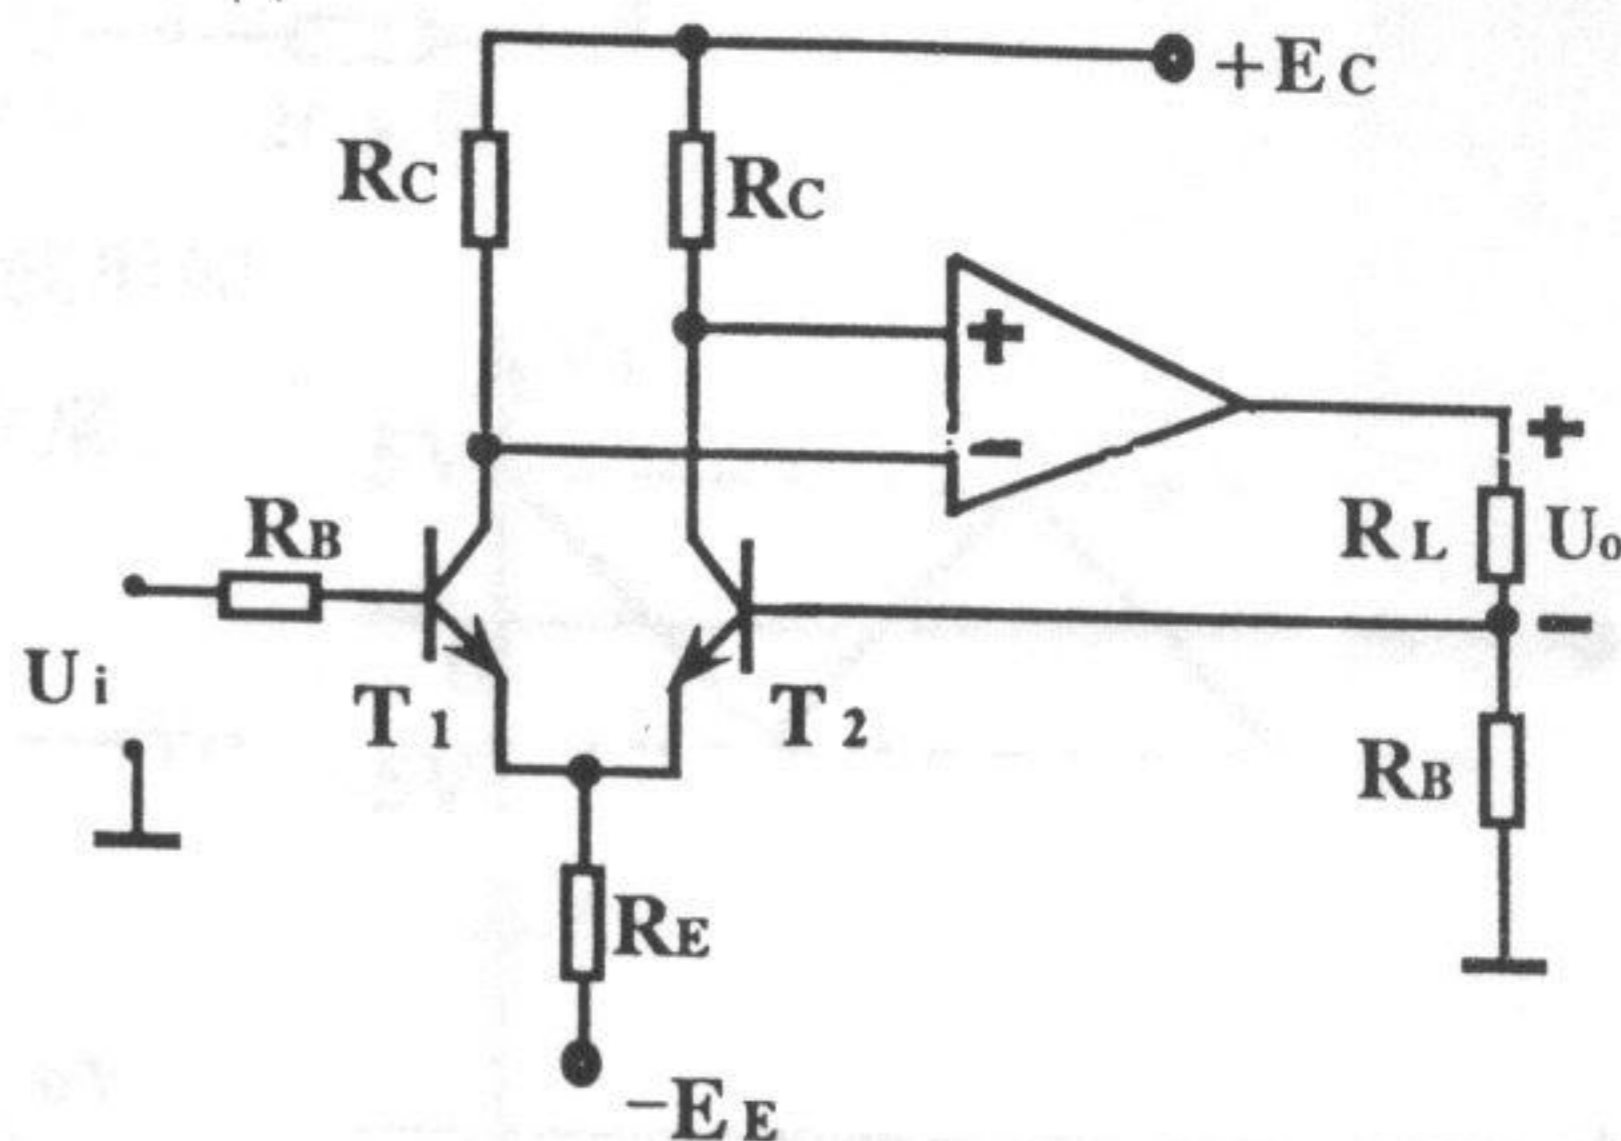 +EC
RC
RC
+
-
+
RB
RL
Uo
-
Ui
T1
T2
RB
RE
-EE